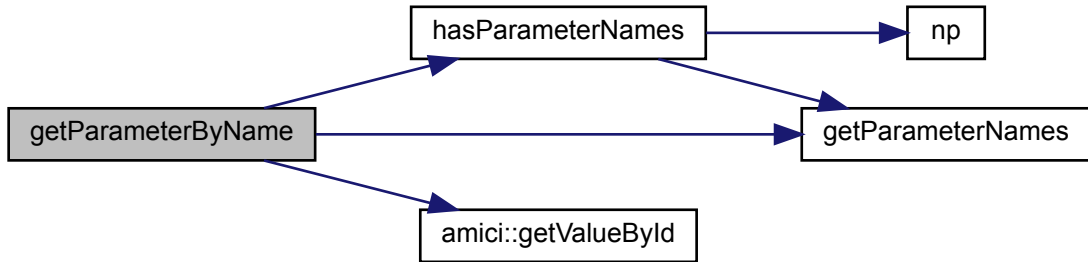 hasParameterNames
np
getParameterByName
getParameterNames
amici::getValueById